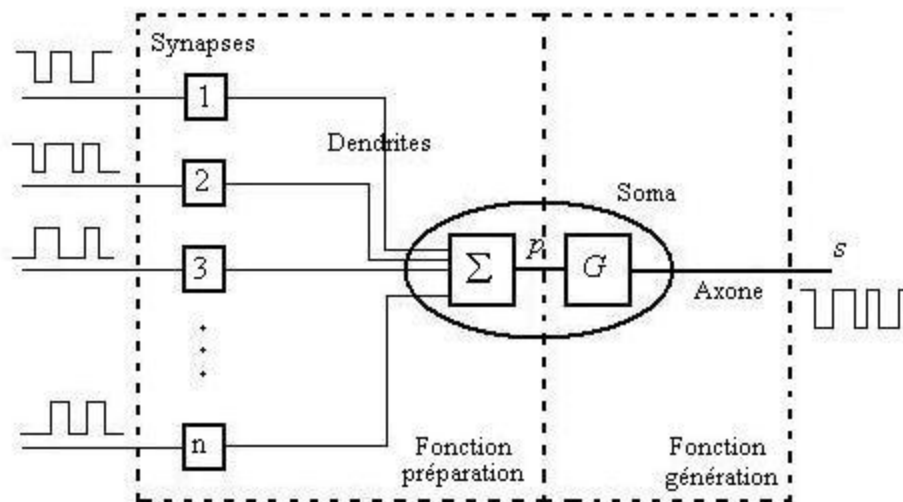 Synapses
1
Dendrites
2
Soma
3
Σ
p
G
s
Axone
n
Fonction
préparation
Fonction
génération